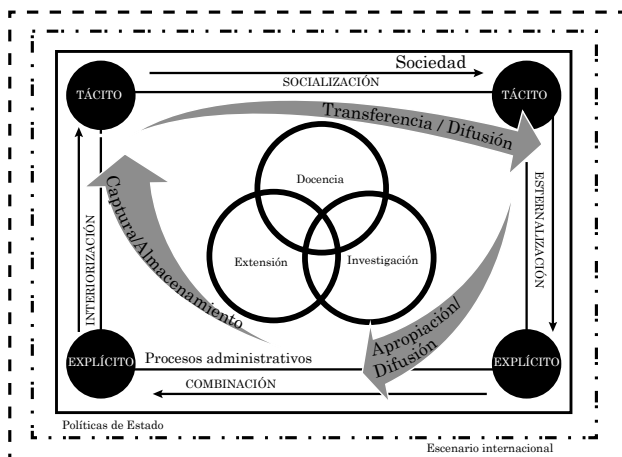 Sociedad
SOCIALIZACIÓN
TÁCITO
TÁCITO
Transferencia / Difusión
Docencia
Extensión
Investigación
Captura/Almacenamiento
INTERIORIZACIÓN
ESTERNALIZACIÓN
Apropiación/
Difusión
EXPLÍCITO
Procesos administrativos
EXPLÍCITO
COMBINACIÓN
Políticas de Estado
Escenario internacional